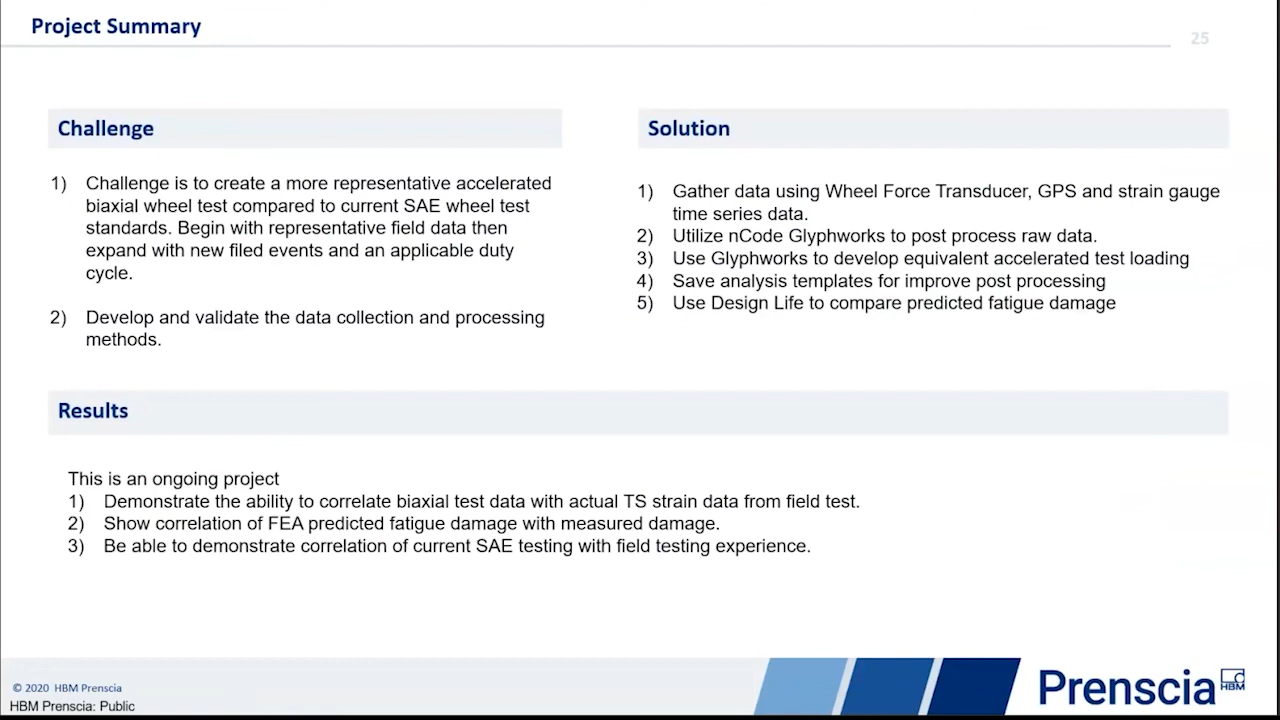 Project Summary
25
Challenge
1) Challenge is to create a more representative accelerated
biaxial wheel test compared to current SAE wheel test
standards. Begin with representative field data then
expand with new filed events and an applicable duty
cycle.
2) Develop and validate the data collection and processing
methods.
Solution
1) Gather data using Wheel Force Transducer, GPS and strain gauge
time series data.
2) Utilize nCode Glyphworks to post process raw data.
3) Use Glyphworks to develop equivalent accelerated test loading
4) Save analysis templates for improve post processing
5) Use Design Life to compare predicted fatigue damage
Results
This is an ongoing project
1) Demonstrate the ability to correlate biaxial test data with actual TS strain data from field test.
2) Show correlation of FEA predicted fatigue damage with measured damage.
3) Be able to demonstrate correlation of current SAE testing with field testing experience.
© 2020 HBM Prenscia
HBM Prenscia: Public
Prenscia
HBM